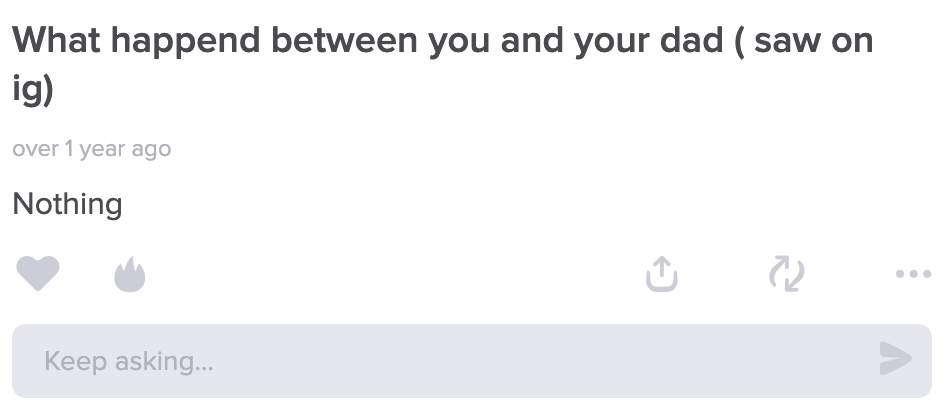 What happend between you and your dad ( saw on
ig)
over 1 year ago
Nothing
Keep asking...